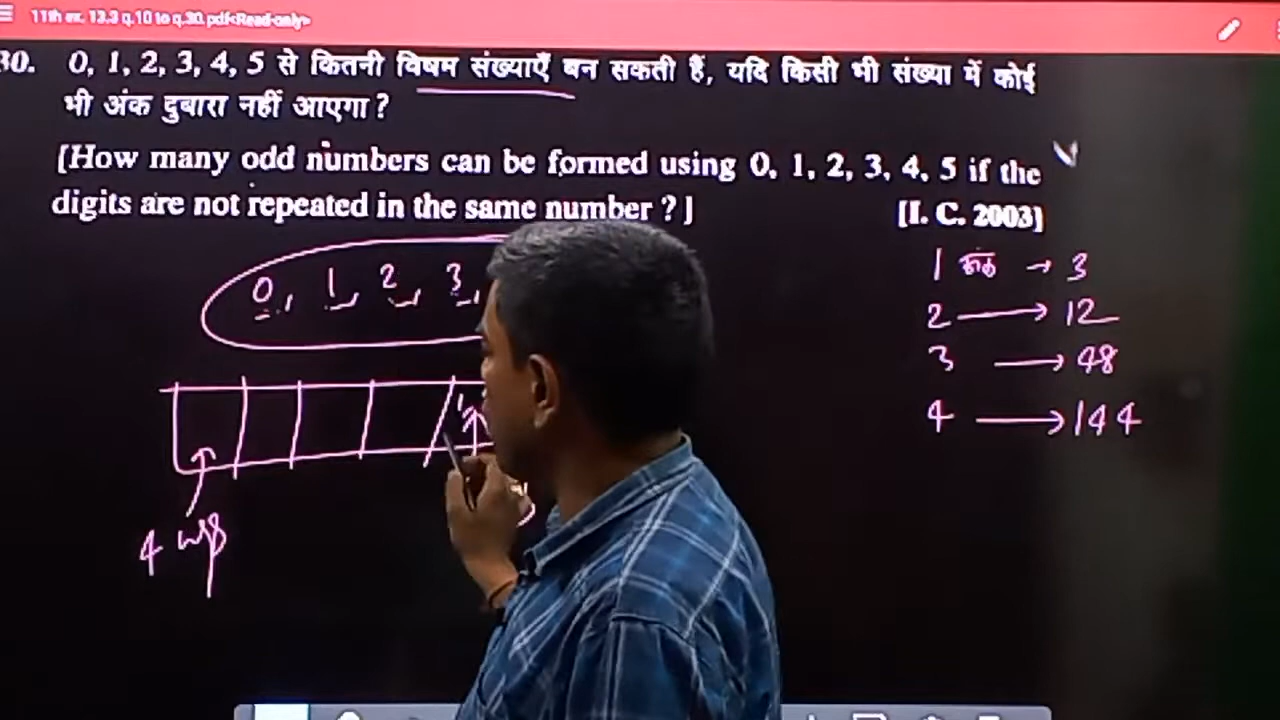 11th ex. 13.3 q.10 to q.30.pdf<Read-only>
30. 0, 1, 2, 3, 4, 5 से कितनी विषम संख्याएँ बन सकती हैं, यदि किसी भी संख्या में कोई
भी अंक दुबारा नहीं आएगा ?
[How many odd numbers can be formed using 0, 1, 2, 3, 4, 5 if the
digits are not repeated in the same number ? ]
[I. C. 2003]
0, 1, 2, 3,
1 अंक → 3
2 → 12
3 → 48
4 → 144
4 ways